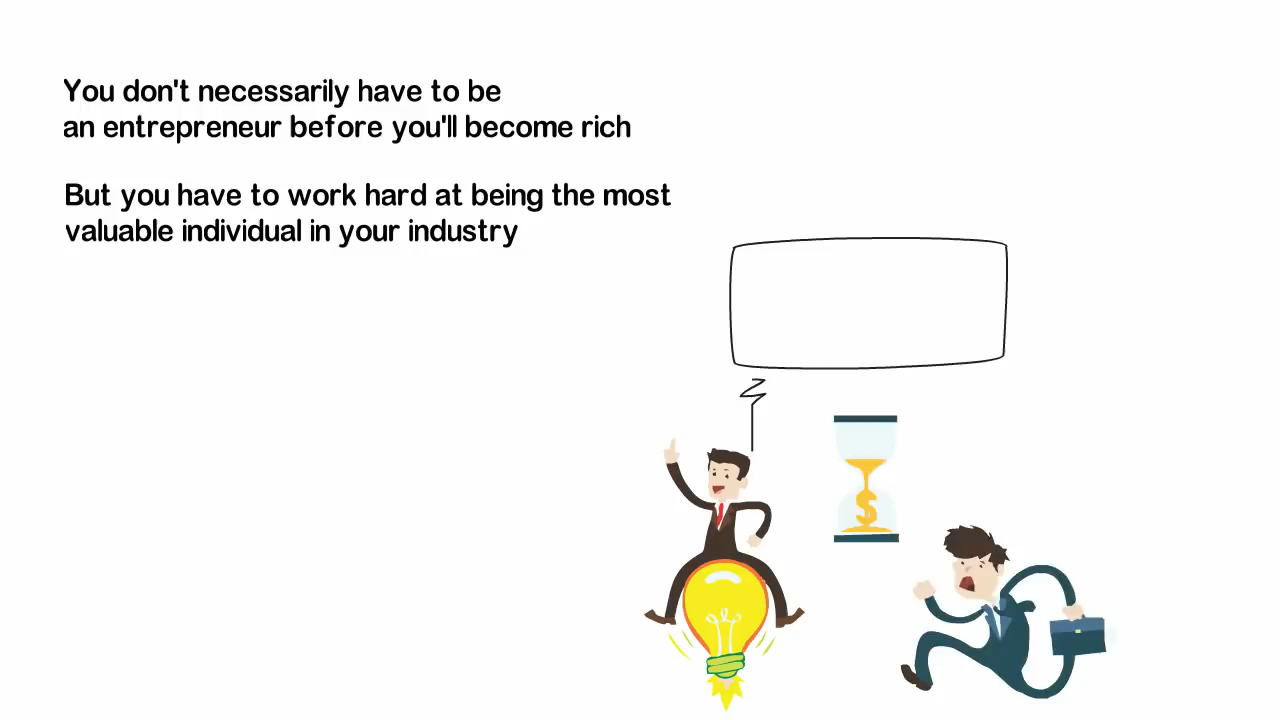 You don't necessarily have to be
an entrepreneur before you'll become rich
But you have to work hard at being the most
valuable individual in your industry
$